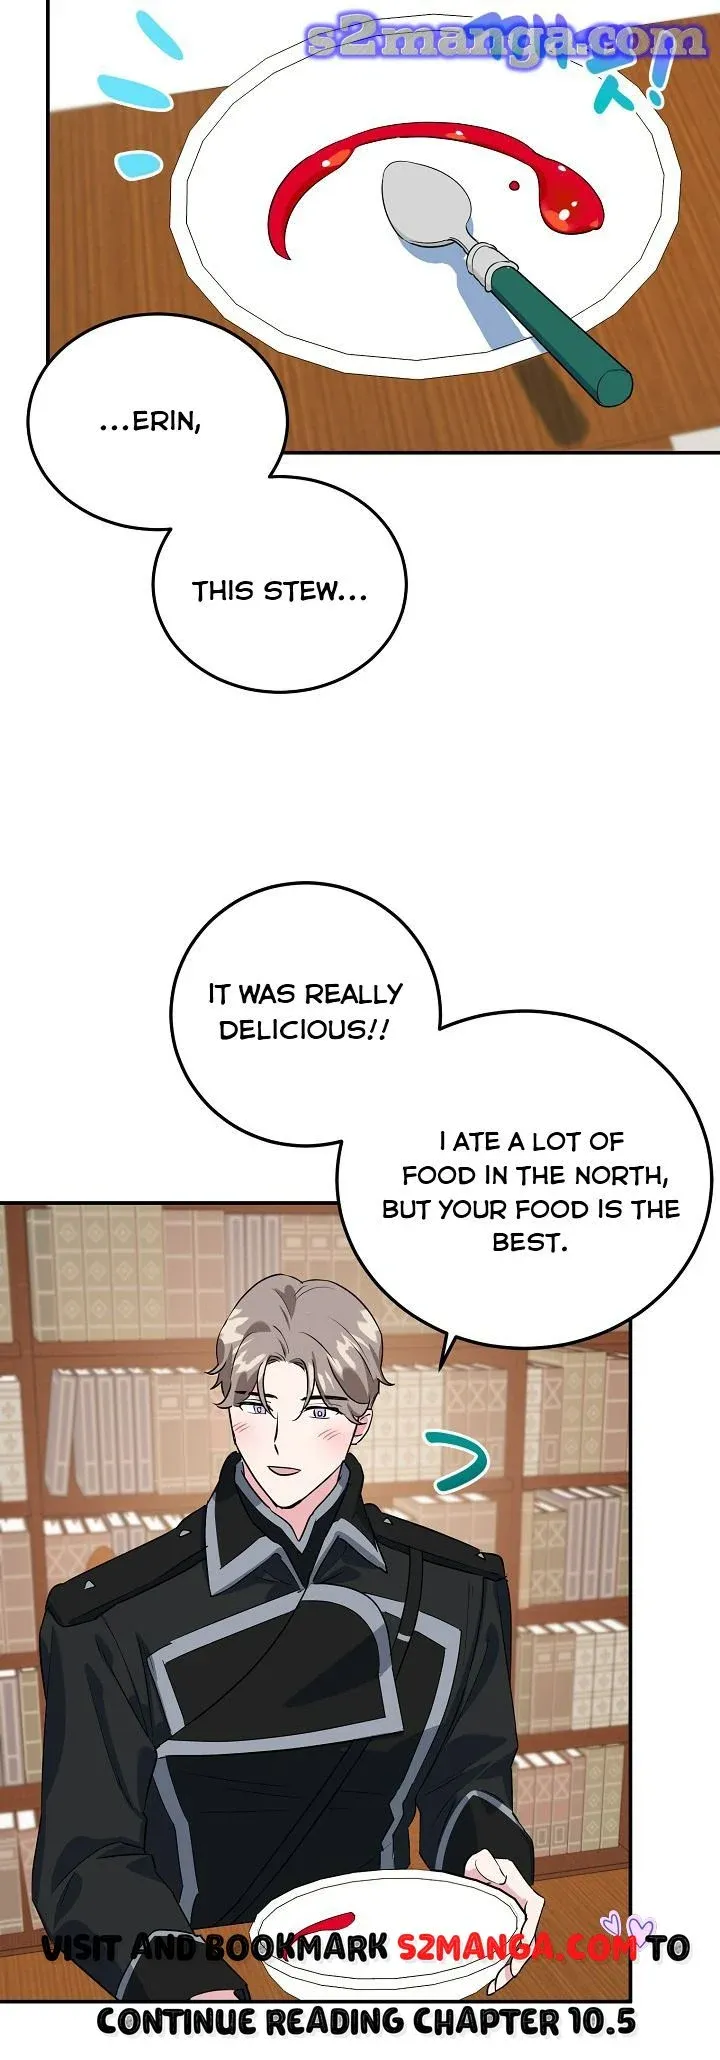 s2manga.com
...ERIN,
THIS STEW...
IT WAS REALLY
DELICIOUS!!
I ATE A LOT OF
FOOD IN THE NORTH,
BUT YOUR FOOD IS THE
BEST.
VISIT AND BOOKMARK S2MANGA.COM TO
CONTINUE READING CHAPTER 10.5